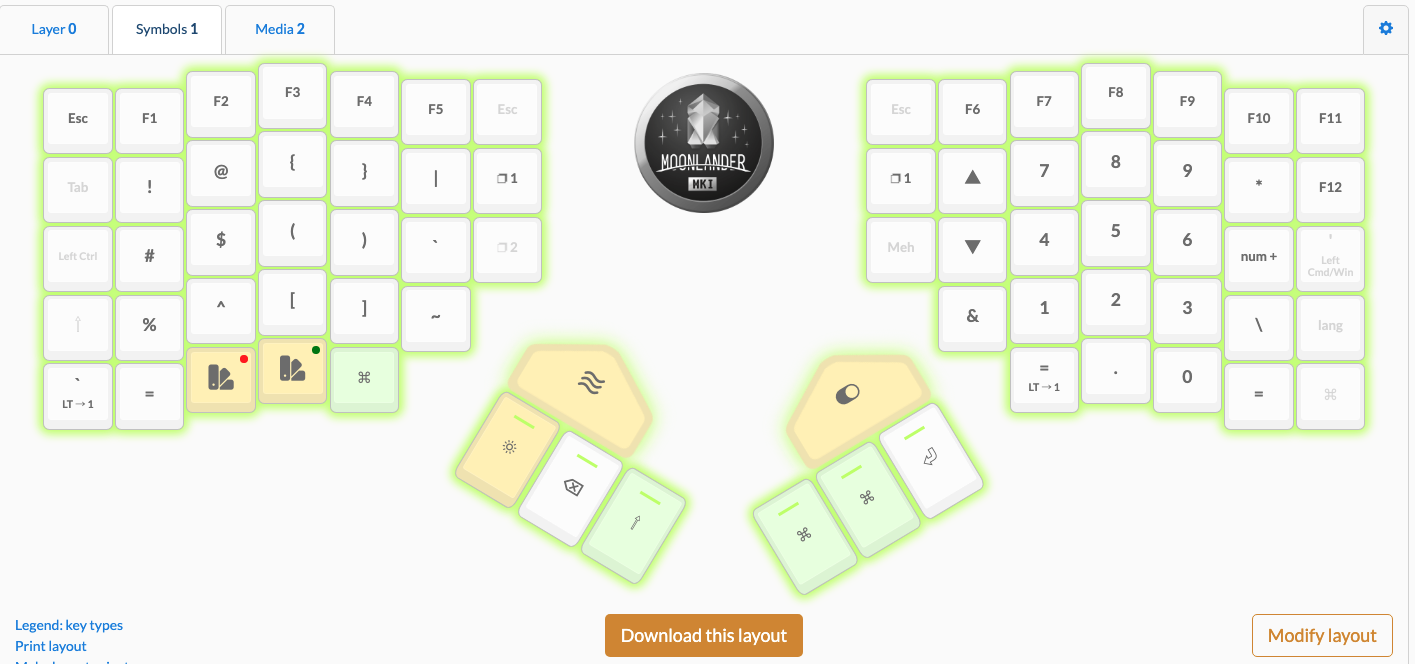 Layer 0
Symbols 1
Media 2
Esc F1 F2 F3 F4 F5 Esc
Esc F6 F7 F8 F9 F10 F11
Tab ! @ { } | 1
1 ▲ 7 8 9 * F12
Left Ctrl # $ ( ) ` 2
Meh ▼ 4 5 6 num + '
Left
Cmd/Win
% ^ [ ] ~
& 1 2 3 \ lang
` =
LT → 1
= . 0 =
LT → 1
MOONLANDER
MKI
Legend: key types
Print layout
Download this layout
Modify layout